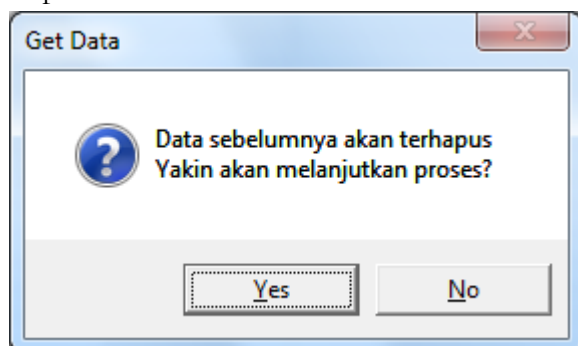 Get Data
Data sebelumnya akan terhapus
Yakin akan melanjutkan proses?
Yes
No